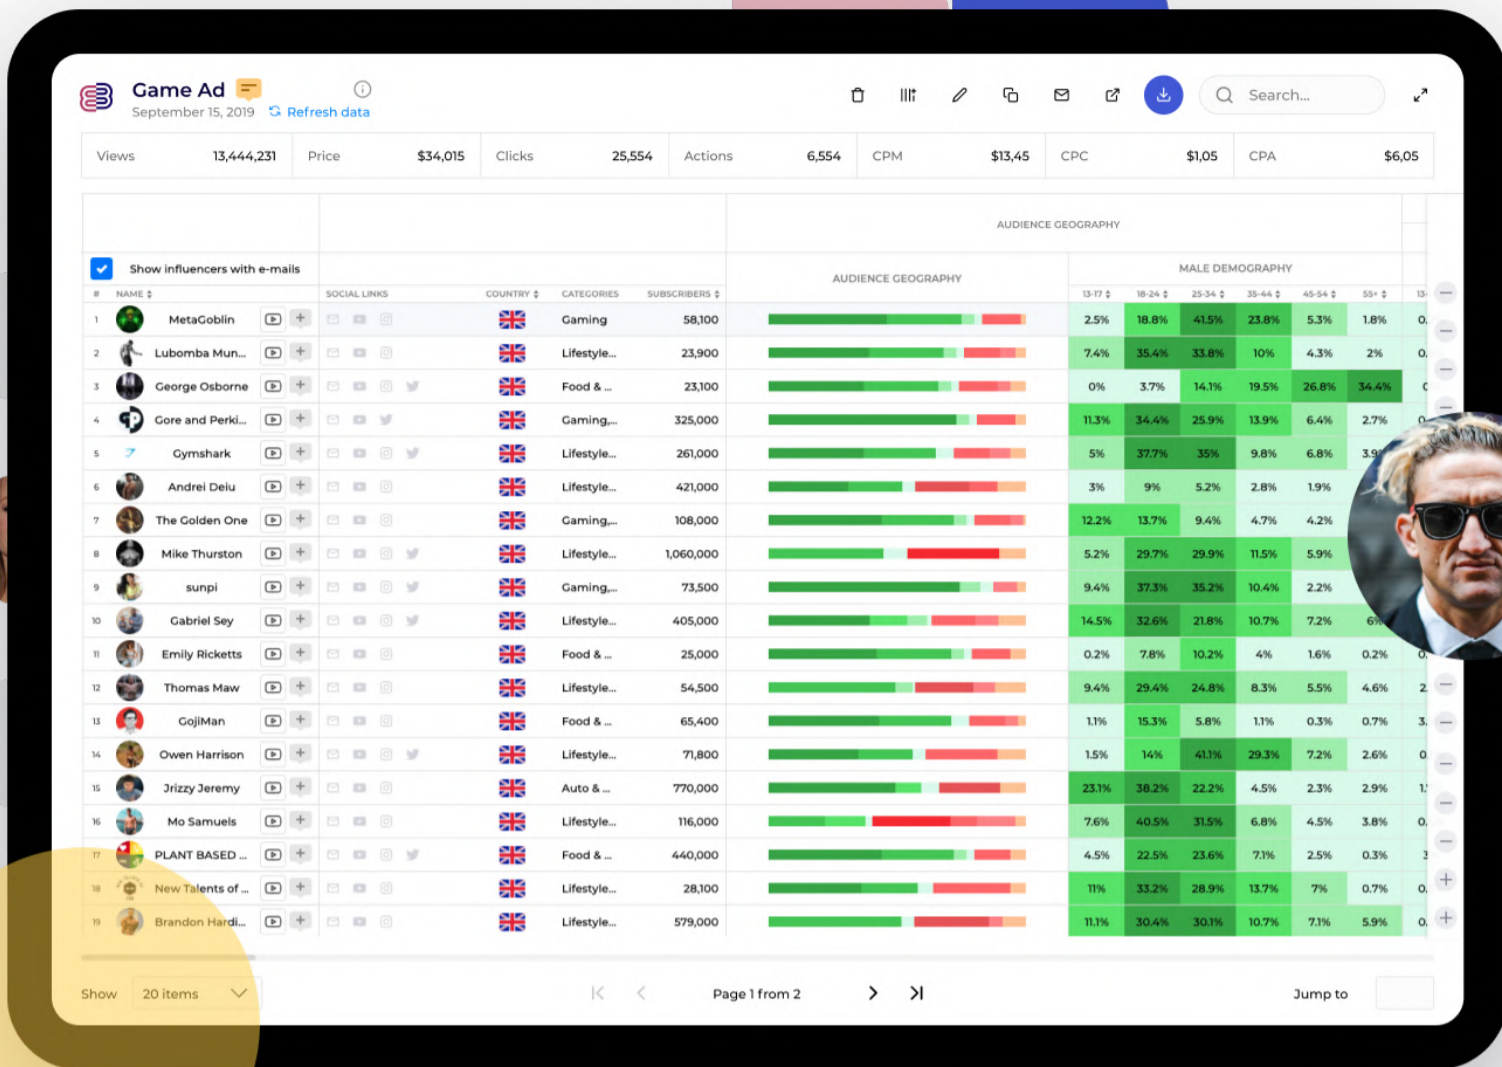 Game Ad
September 15, 2019 Refresh data
Search...
Views 13,444,231 Price $34,015 Clicks 25,554 Actions 6,554 CPM $13,45 CPC $1,05 CPA $6,05
AUDIENCE GEOGRAPHY
Show influencers with e-mails AUDIENCE GEOGRAPHY MALE DEMOGRAPHY
# NAME SOCIAL LINKS COUNTRY CATEGORIES SUBSCRIBERS 13-17 18-24 25-34 35-44 45-54 55+ 13-
1 MetaGoblin Gaming 58,100 2.5% 18.8% 41.5% 23.8% 5.3% 1.8% 0.
2 Lubomba Mun... Lifestyle... 23,900 7.4% 35.4% 33.8% 10% 4.3% 2% 0.
3 George Osborne Food & ... 23,100 0% 3.7% 14.1% 19.5% 26.8% 34.4%
4 Gore and Perki... Gaming,... 325,000 11.3% 34.4% 25.9% 13.9% 6.4% 2.7%
5 Gymshark Lifestyle... 261,000 5% 37.7% 35% 9.8% 6.8% 3.9
6 Andrei Deiu Lifestyle... 421,000 3% 9% 5.2% 2.8% 1.9%
7 The Golden One Gaming,... 108,000 12.2% 13.7% 9.4% 4.7% 4.2%
8 Mike Thurston Lifestyle... 1,060,000 5.2% 29.7% 29.9% 11.5% 5.9%
9 sunpi Gaming,... 73,500 9.4% 37.3% 35.2% 10.4% 2.2%
10 Gabriel Sey Lifestyle... 405,000 14.5% 32.6% 21.8% 10.7% 7.2% 6%
11 Emily Ricketts Food & ... 25,000 0.2% 7.8% 10.2% 4% 1.6% 0.2% 0.
12 Thomas Maw Lifestyle... 54,500 9.4% 29.4% 24.8% 8.3% 5.5% 4.6% 2.
13 GojiMan Food & ... 65,400 1.1% 15.3% 5.8% 1.1% 0.3% 0.7% 3.
14 Owen Harrison Lifestyle... 71,800 1.5% 14% 41.1% 29.3% 7.2% 2.6% 0
15 Jrizzy Jeremy Auto & ... 770,000 23.1% 38.2% 22.2% 4.5% 2.3% 2.9% 1.
16 Mo Samuels Lifestyle... 116,000 7.6% 40.5% 31.5% 6.8% 4.5% 3.8% 0.
17 PLANT BASED ... Food & ... 440,000 4.5% 22.5% 23.6% 7.1% 2.5% 0.3% 3
18 New Talents of ... Lifestyle... 28,100 11% 33.2% 28.9% 13.7% 7% 0.7% 0.
19 Brandon Hardi... Lifestyle... 579,000 11.1% 30.4% 30.1% 10.7% 7.1% 5.9% 0.
Show 20 items Page 1 from 2 Jump to